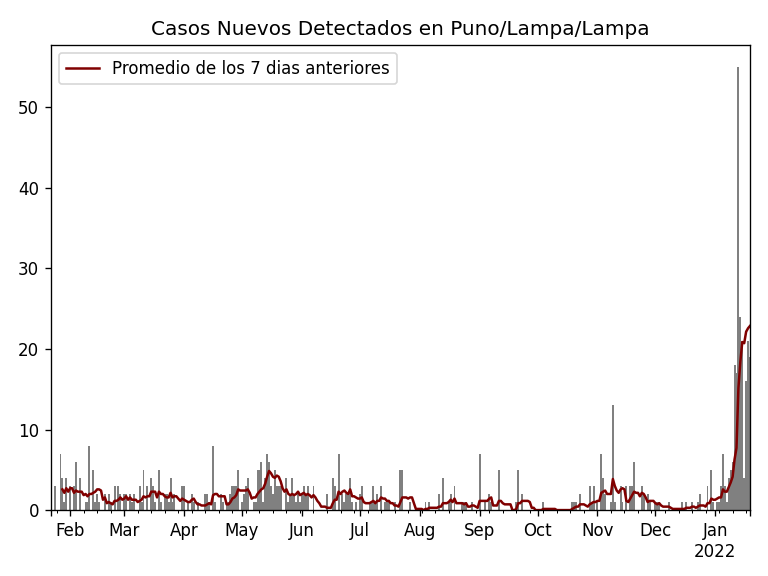 Casos Nuevos Detectados en Puno/Lampa/Lampa
Promedio de los 7 dias anteriores
50
40
30
20
10
0
Feb Mar Apr May Jun Jul Aug Sep Oct Nov Dec Jan
2022